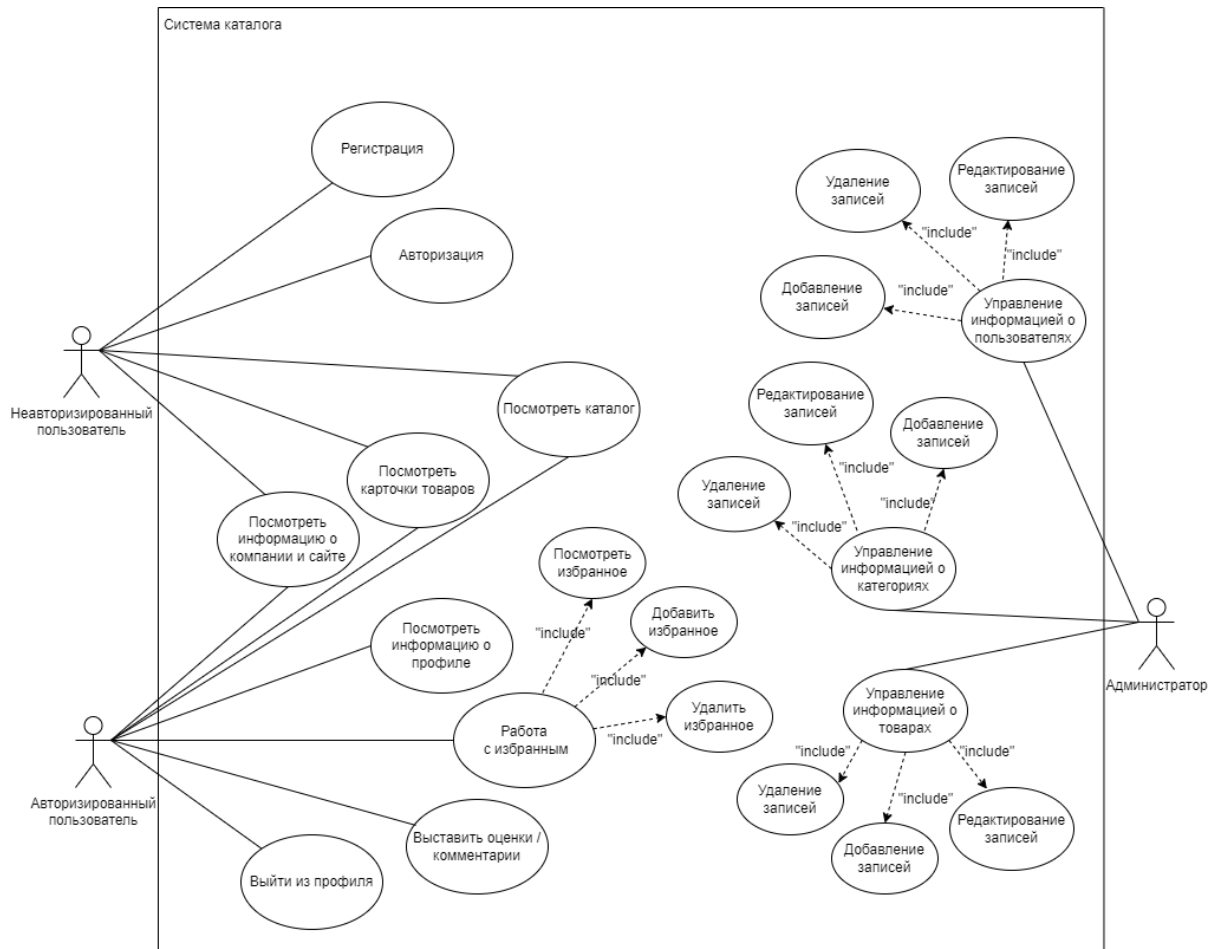 Система каталога
Регистрация
Авторизация
Неавторизированный
пользователь
Посмотреть каталог
Посмотреть
карточки товаров
Посмотреть
информацию о
компании и сайте
Посмотреть
информацию о
профиле
Работа
с избранным
Посмотреть
избранное
"include"
Добавить
избранное
"include"
Удалить
избранное
"include"
Авторизированный
пользователь
Выставить оценки /
комментарии
Выйти из профиля
Удаление
записей
Редактирование
записей
"include"
"include"
Добавление
записей
"include"
Управление
информацией о
пользователях
Редактирование
записей
Добавление
записей
"include"
Удаление
записей
"include"
"include"
Управление
информацией о
категориях
Администратор
Управление
информацией о
товарах
"include"
"include"
Удаление
записей
"include"
Редактирование
записей
Добавление
записей